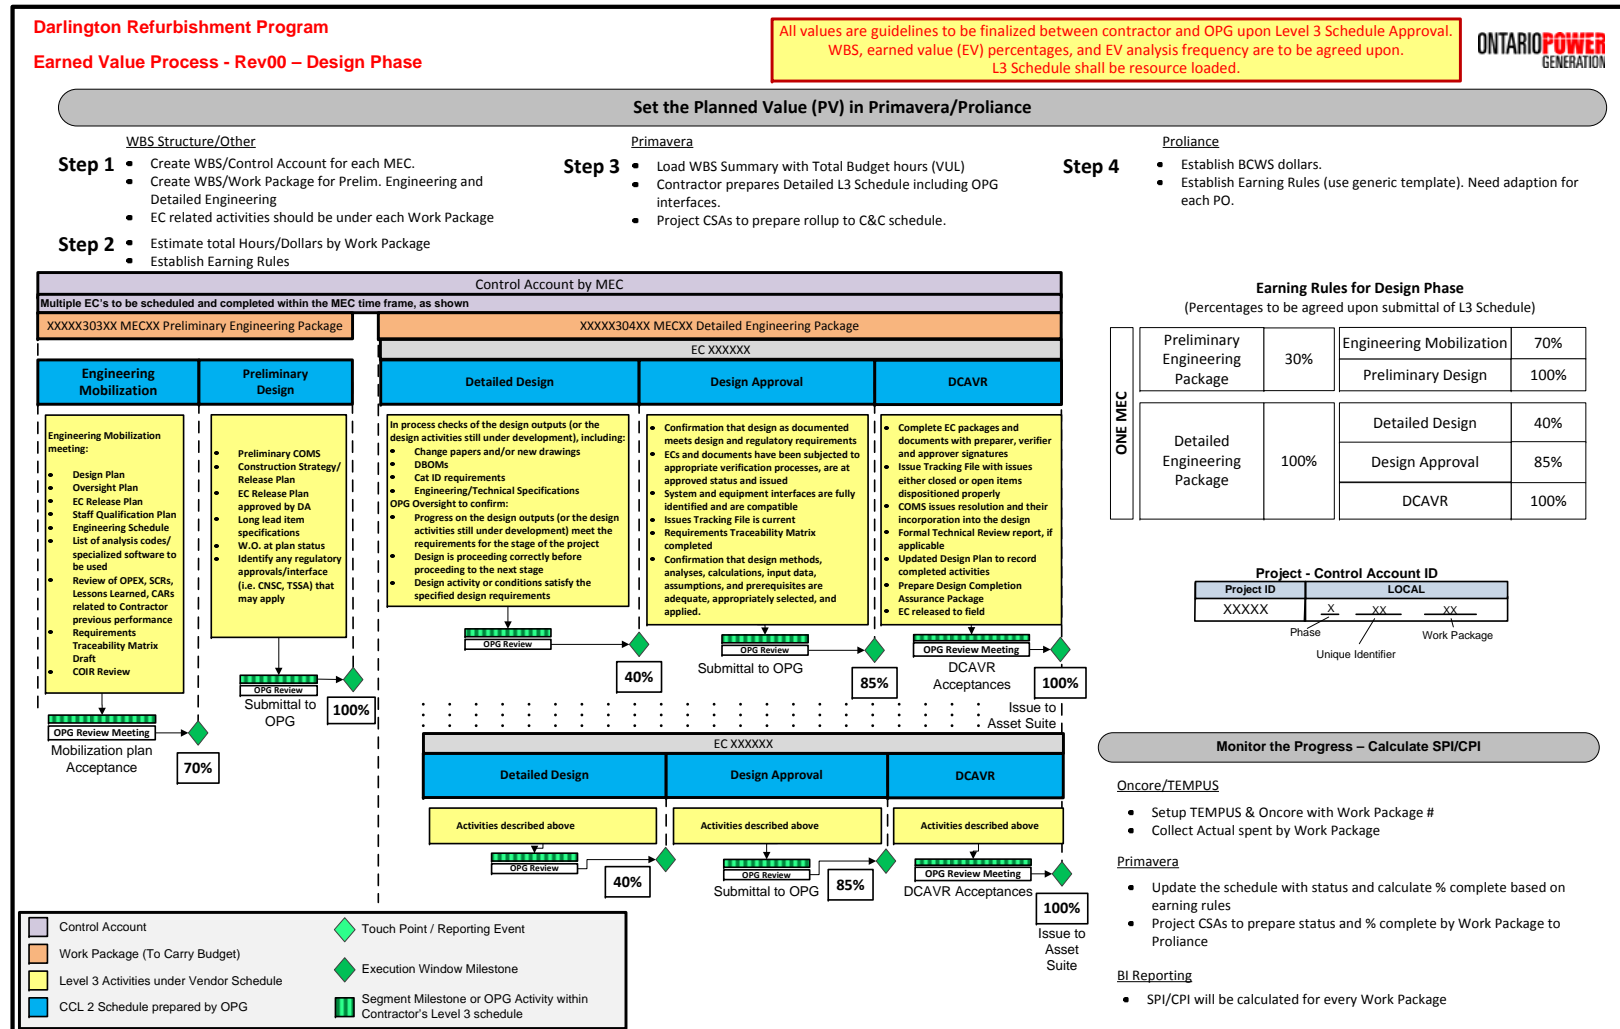 Darlington Refurbishment Program
Earned Value Process - Rev00 – Design Phase
All values are guidelines to be finalized between contractor and OPG upon Level 3 Schedule Approval.
WBS, earned value (EV) percentages, and EV analysis frequency are to be agreed upon.
L3 Schedule shall be resource loaded.
ONTARIOPOWER
GENERATION
Set the Planned Value (PV) in Primavera/Proliance
WBS Structure/Other
Step 1
• Create WBS/Control Account for each MEC.
• Create WBS/Work Package for Prelim. Engineering and
Detailed Engineering
• EC related activities should be under each Work Package
Step 2
• Estimate total Hours/Dollars by Work Package
• Establish Earning Rules
Primavera
Step 3
• Load WBS Summary with Total Budget hours (VUL)
• Contractor prepares Detailed L3 Schedule including OPG
interfaces.
• Project CSAs to prepare rollup to C&C schedule.
Proliance
Step 4
• Establish BCWS dollars.
• Establish Earning Rules (use generic template). Need adaption for
each PO.
Control Account by MEC
Multiple EC's to be scheduled and completed within the MEC time frame, as shown
XXXXX303XX MECXX Preliminary Engineering Package
XXXXX304XX MECXX Detailed Engineering Package
EC XXXXXX
Engineering
Mobilization
Preliminary
Design
Detailed Design
Design Approval
DCAVR
Engineering Mobilization
meeting:
• Design Plan
• Oversight Plan
• EC Release Plan
• Staff Qualification Plan
• Engineering Schedule
• List of analysis codes/
specialized software to
be used
• Review of OPEX, SCRs,
Lessons Learned, CARs
related to Contractor
previous performance
• Requirements
Traceability Matrix
Draft
• COIR Review
OPG Review Meeting
Mobilization plan
Acceptance
70%
• Preliminary COMS
• Construction Strategy/
Release Plan
• EC Release Plan
approved by DA
• Long lead item
specifications
• W.O. at plan status
• Identify any regulatory
approvals/interface
(i.e. CNSC, TSSA) that
may apply
OPG Review
Submittal to
OPG
100%
In process checks of the design outputs (or the
design activities still under development), including:
• Change papers and/or new drawings
• DBOMs
• Cat ID requirements
• Engineering/Technical Specifications
OPG Oversight to confirm:
• Progress on the design outputs (or the design
activities still under development) meet the
requirements for the stage of the project
• Design is proceeding correctly before
proceeding to the next stage
• Design activity or conditions satisfy the
specified design requirements
OPG Review
40%
• Confirmation that design as documented
meets design and regulatory requirements
• ECs and documents have been subjected to
appropriate verification processes, are at
approved status and issued
• System and equipment interfaces are fully
identified and are compatible
• Issues Tracking File is current
• Requirements Traceability Matrix
completed
• Confirmation that design methods,
analyses, calculations, input data,
assumptions, and prerequisites are
adequate, appropriately selected, and
applied.
OPG Review
Submittal to OPG
85%
• Complete EC packages and
documents with preparer, verifier
and approver signatures
• Issue Tracking File with issues
either closed or open items
dispositioned properly
• COMS issues resolution and their
incorporation into the design
• Formal Technical Review report, if
applicable
• Updated Design Plan to record
completed activities
• Prepare Design Completion
Assurance Package
• EC released to field
OPG Review Meeting
DCAVR
Acceptances
100%
Issue to
Asset Suite
EC XXXXXX
Detailed Design
Design Approval
DCAVR
Activities described above
Activities described above
Activities described above
OPG Review
40%
OPG Review
Submittal to OPG
85%
OPG Review Meeting
DCAVR Acceptances
100%
Issue to
Asset
Suite
Earning Rules for Design Phase
(Percentages to be agreed upon submittal of L3 Schedule)
ONE MEC
Preliminary
Engineering
Package
30%
Engineering Mobilization
70%
Preliminary Design
100%
Detailed
Engineering
Package
100%
Detailed Design
40%
Design Approval
85%
DCAVR
100%
Project - Control Account ID
Project ID
LOCAL
XXXXX
X
XX
XX
Phase
Work Package
Unique Identifier
Monitor the Progress – Calculate SPI/CPI
Oncore/TEMPUS
• Setup TEMPUS & Oncore with Work Package #
• Collect Actual spent by Work Package
Primavera
• Update the schedule with status and calculate % complete based on
earning rules
• Project CSAs to prepare status and % complete by Work Package to
Proliance
BI Reporting
• SPI/CPI will be calculated for every Work Package
Control Account
Work Package (To Carry Budget)
Level 3 Activities under Vendor Schedule
CCL 2 Schedule prepared by OPG
Touch Point / Reporting Event
Execution Window Milestone
Segment Milestone or OPG Activity within
Contractor's Level 3 schedule